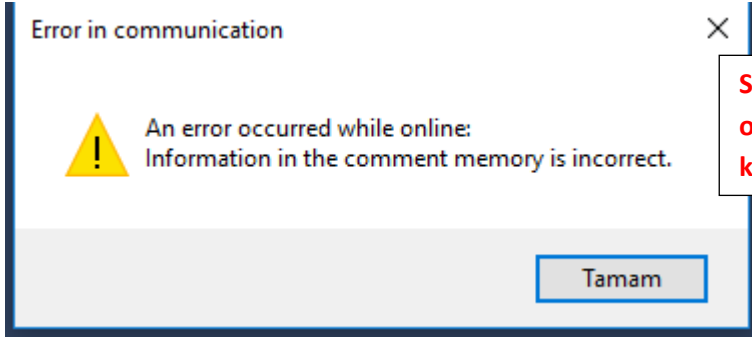 Error in communication
An error occurred while online:
Information in the comment memory is incorrect.
Tamam